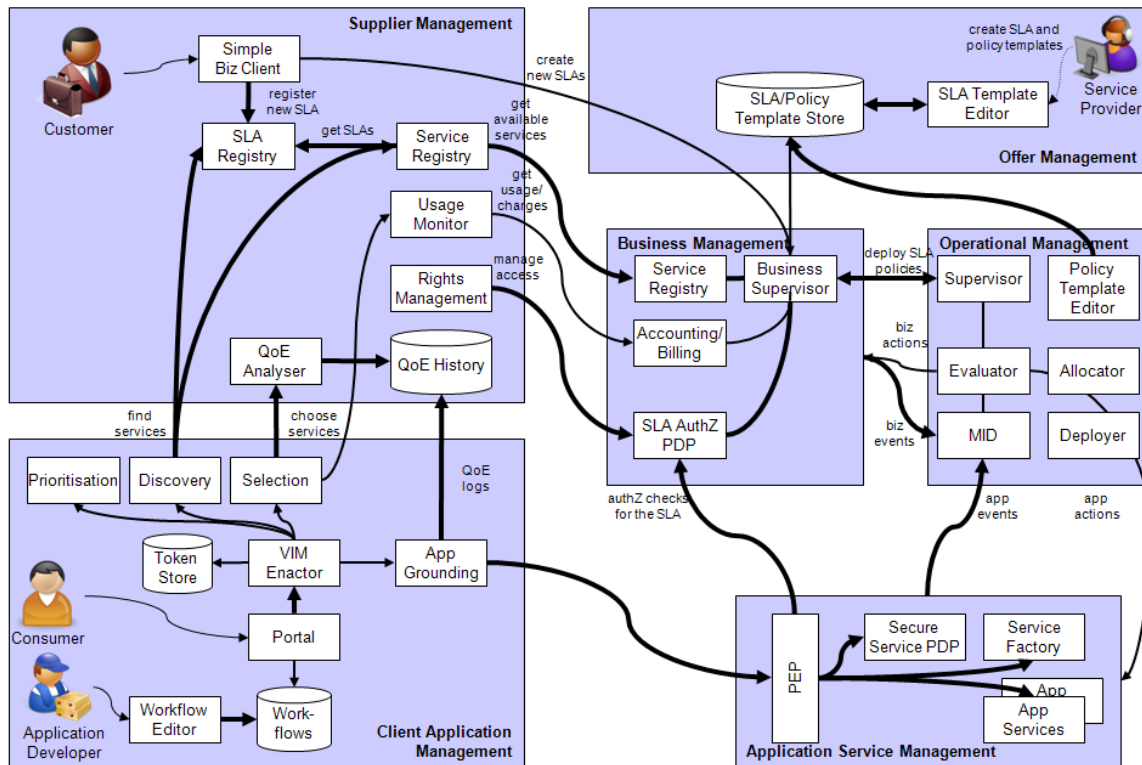 Supplier Management
Simple
Biz Client
Customer
register
new SLA
SLA
Registry
get SLAs
Service
Registry
get
available
services
create
new SLAs
get
usage/
charges
Usage
Monitor
manage
access
Rights
Management
QoE
Analyser
QoE History
find
services
choose
services
QoE
logs
create SLA and
policy templates
SLA/Policy
Template Store
SLA Template
Editor
Service
Provider
Offer Management
Business Management
Service
Registry
Business
Supervisor
Accounting/
Billing
SLA AuthZ
PDP
deploy SLA
policies
biz
actions
biz
events
authZ checks
for the SLA
Operational Management
Supervisor
Policy
Template
Editor
Evaluator
Allocator
MID
Deployer
app
events
app
actions
Prioritisation
Discovery
Selection
Token
Store
VIM
Enactor
App
Grounding
Consumer
Portal
Application
Developer
Workflow
Editor
Work-
flows
Client Application
Management
PEP
Secure
Service PDP
Service
Factory
App
App
Services
Application Service Management